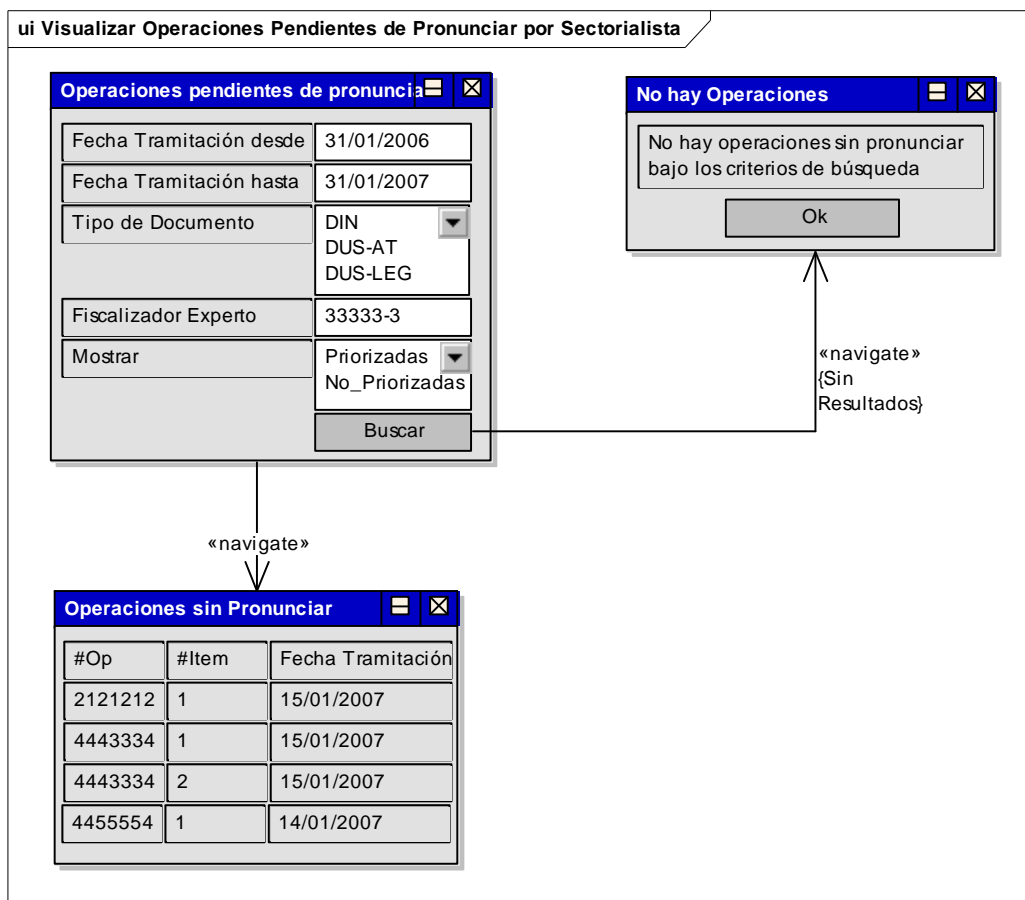 ui Visualizar Operaciones Pendientes de Pronunciar por Sectorialista
Operaciones pendientes de pronuncia
Fecha Tramitación desde 31/01/2006
Fecha Tramitación hasta 31/01/2007
Tipo de Documento DIN
DUS-AT
DUS-LEG
Fiscalizador Experto 33333-3
Mostrar Priorizadas
No_Priorizadas
Buscar
No hay Operaciones
No hay operaciones sin pronunciar
bajo los criterios de búsqueda
Ok
«navigate»
{Sin
Resultados}
«navigate»
Operaciones sin Pronunciar
#Op #Item Fecha Tramitación
2121212 1 15/01/2007
4443334 1 15/01/2007
4443334 2 15/01/2007
4455554 1 14/01/2007